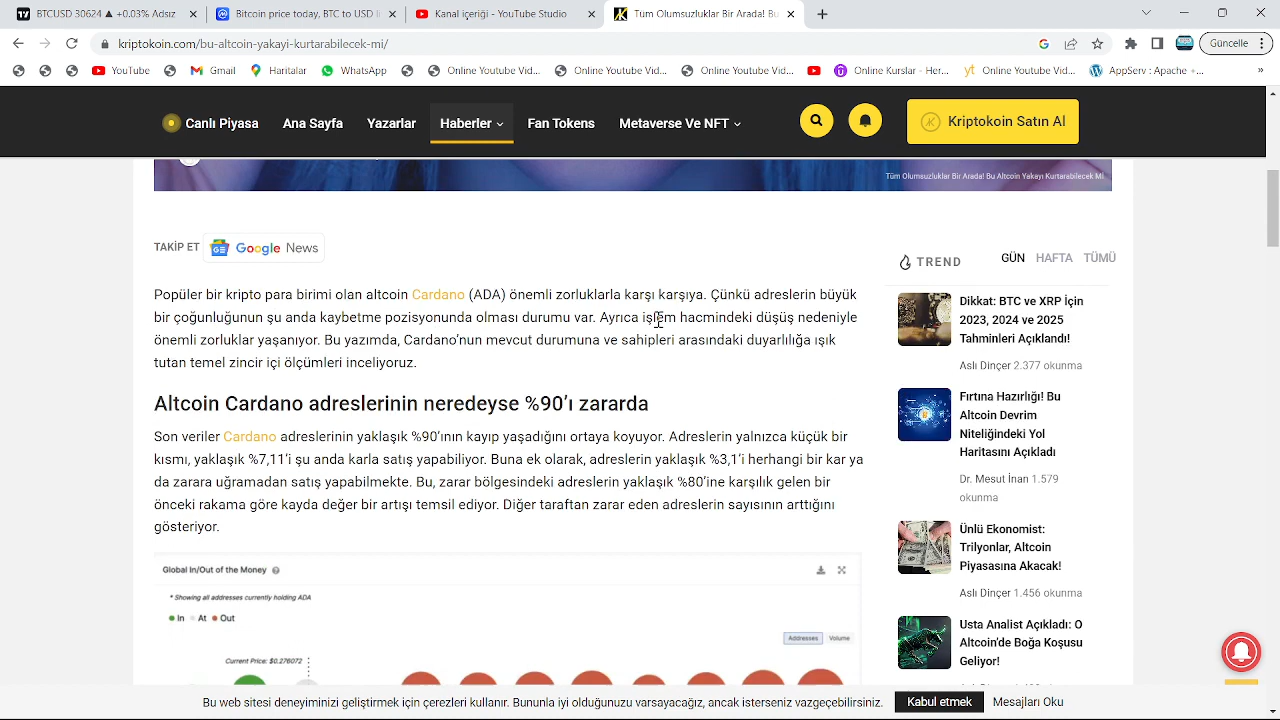 BTCUSD 30624 ▲ +0.03% Adsız
BTC to USD
Kanal içeriği - YouTube Studio
Tüm Olumsuzluklar Bir Arada! Bu
kriptokoin.com/bu-altcoin-yakayi-kurtarabilecek-mi/
Güncelle
YouTube
Gmail
Haritalar
WhatsApp
Online Youtube Vid...
Online Youtube Vid...
Online Youtube Vid...
Online Kurslar - Her...
yt
Online Youtube Vid...
AppServ : Apache +...
»
Canlı Piyasa
Ana Sayfa
Yazarlar
Haberler
Fan Tokens
Metaverse Ve NFT
Kriptokoin Satın Al
Tüm Olumsuzluklar Bir Arada! Bu Altcoin Yakayı Kurtarabilecek Mi
TAKİP ET
Google News
Popüler bir kripto para birimi olan altcoin Cardano (ADA) önemli zorluklarla karşı karşıya. Çünkü adreslerin büyük
bir çoğunluğunun şu anda kaybetme pozisyonunda olması durumu var. Ayrıca işlem hacmindeki düşüş nedeniyle
önemli kayıplar yaşanıyor. Bu yazımızda, Cardano'nun mevcut durumuna ve sahipleri arasındaki duyarlılığa ışık
tutan temel zincir içi ölçümleri inceliyoruz.
Altcoin Cardano adreslerinin neredeyse %90'ı zararda
Son veriler Cardano adreslerinin yaklaşık %90'ının kayıp yaşadığını ortaya koyuyor. Adreslerin yalnızca küçük bir
kısmı, yaklaşık %7,11'i şu anda karla satış yapabiliyor. Buna ek olarak, adreslerin yaklaşık %3,1'i herhangi bir kar ya
da zarara uğramadan satış yapabilmekte. Bu, zarar bölgesindeki adreslerin yaklaşık %80'ine karşılık gelen bir
önceki rakama göre kayda değer bir artışı temsil ediyor. Diğer taraftan zarar eden adreslerin sayısının arttığını
gösteriyor.
Global In/Out of the Money
* Showing all addresses currently holding ADA
In At Out
Addresses Volume
Current Price: $0.276072
TREND
GÜN HAFTA TÜMÜ
Dikkat: BTC ve XRP İçin
2023, 2024 ve 2025
Tahminleri Açıklandı!
Aslı Dinçer 2.377 okunma
Fırtına Hazırlığı! Bu
Altcoin Devrim
Niteliğindeki Yol
Haritasını Açıkladı
Dr. Mesut İnan 1.579
okunma
Ünlü Ekonomist:
Trilyonlar, Altcoin
Piyasasına Akacak!
Aslı Dinçer 1.456 okunma
Usta Analist Açıkladı: O
Altcoin'de Boğa Koşusu
Geliyor!
eyiminizi geliştirmek için çerezleri kullanır. Bununla iyi olduğunuzu varsayacağız, ancak isterseniz vazgeçebilirsiniz.
Kabul etmek
Mesajları Oku